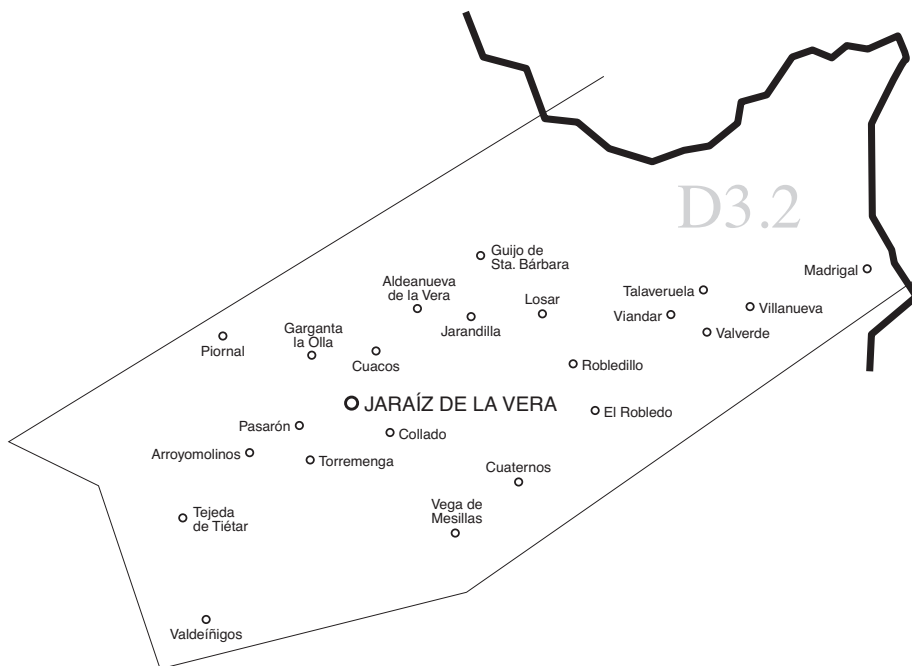 D3.2
Guijo de
Sta. Bárbara
Madrigal
Aldeanueva
de la Vera
Talaveruela
Losar
Villanueva
Viandar
Jarandilla
Garganta
la Olla
Valverde
Piornal
Cuacos
Robledillo
JARAÍZ DE LA VERA
El Robledo
Pasarón
Collado
Arroyomolinos
Torremenga
Cuaternos
Vega de
Mesillas
Tejeda
de Tiétar
Valdeíñigos